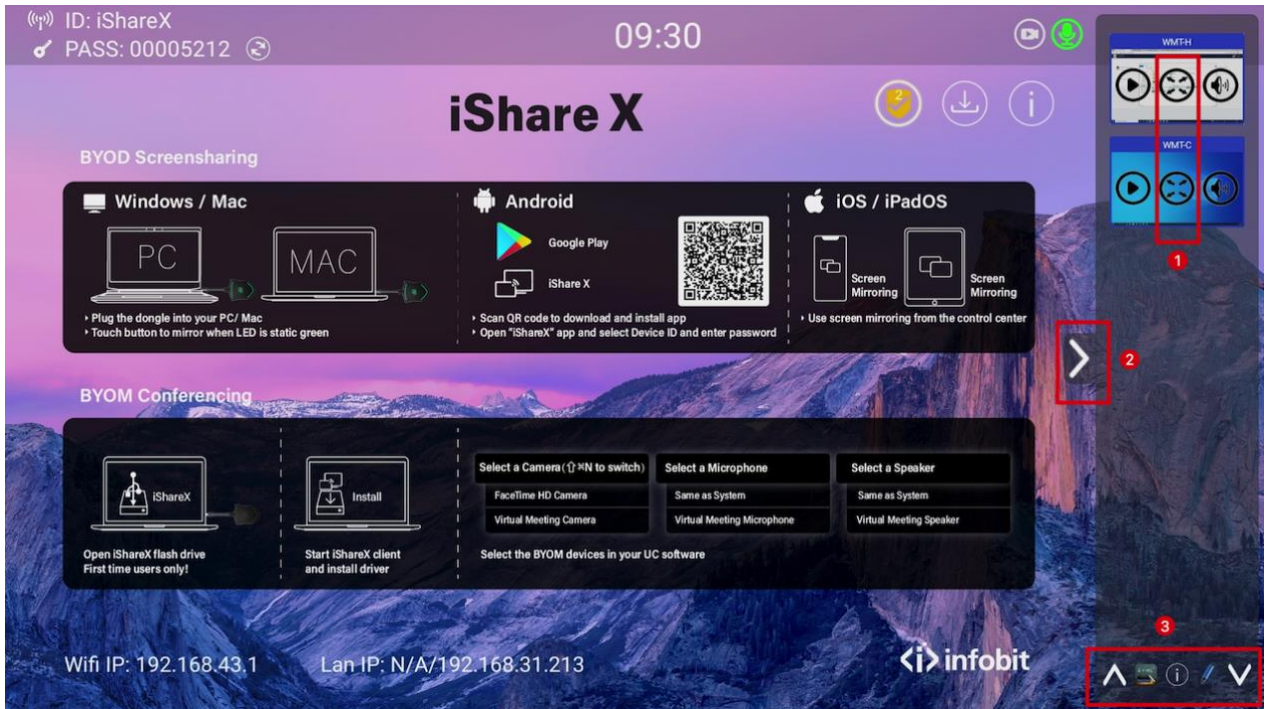 ID: iShareX
PASS: 00005212
09:30
iShare X
2
BYOD Screensharing
Windows / Mac
PC
MAC
‣ Plug the dongle into your PC/ Mac
‣ Touch button to mirror when LED is static green
Android
Google Play
iShare X
‣ Scan QR code to download and install app
‣ Open "iShareX" app and select Device ID and enter password
iOS / iPadOS
Screen
Mirroring
Screen
Mirroring
‣ Use screen mirroring from the control center
BYOM Conferencing
iShareX
Open iShareX flash drive
First time users only!
Install
Start iShareX client
and install driver
Select a Camera(⇧⌘N to switch)
FaceTime HD Camera
Virtual Meeting Camera
Select a Microphone
Same as System
Virtual Meeting Microphone
Select a Speaker
Same as System
Virtual Meeting Speaker
Select the BYOM devices in your UC software
Wifi IP: 192.168.43.1
Lan IP: N/A/192.168.31.213
<i> infobit
WMT-H
WMT-C
1
2
3